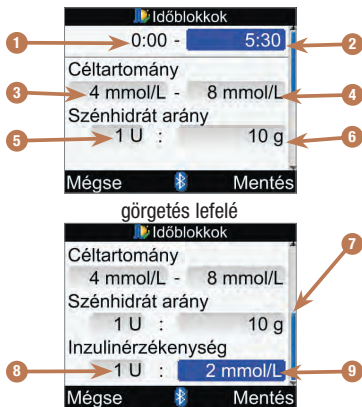 Időblokkok
1 0:00 - 5:30 2
Céltartomány
3 4 mmol/L - 8 mmol/L 4
Szénhidrát arány
5 1 U : 10 g 6
Mégse Mentés
görgetés lefelé
Időblokkok
Céltartomány
7
4 mmol/L - 8 mmol/L
Szénhidrát arány
1 U : 10 g
Inzulinérzékenység
8 1 U : 2 mmol/L 9
Mégse Mentés